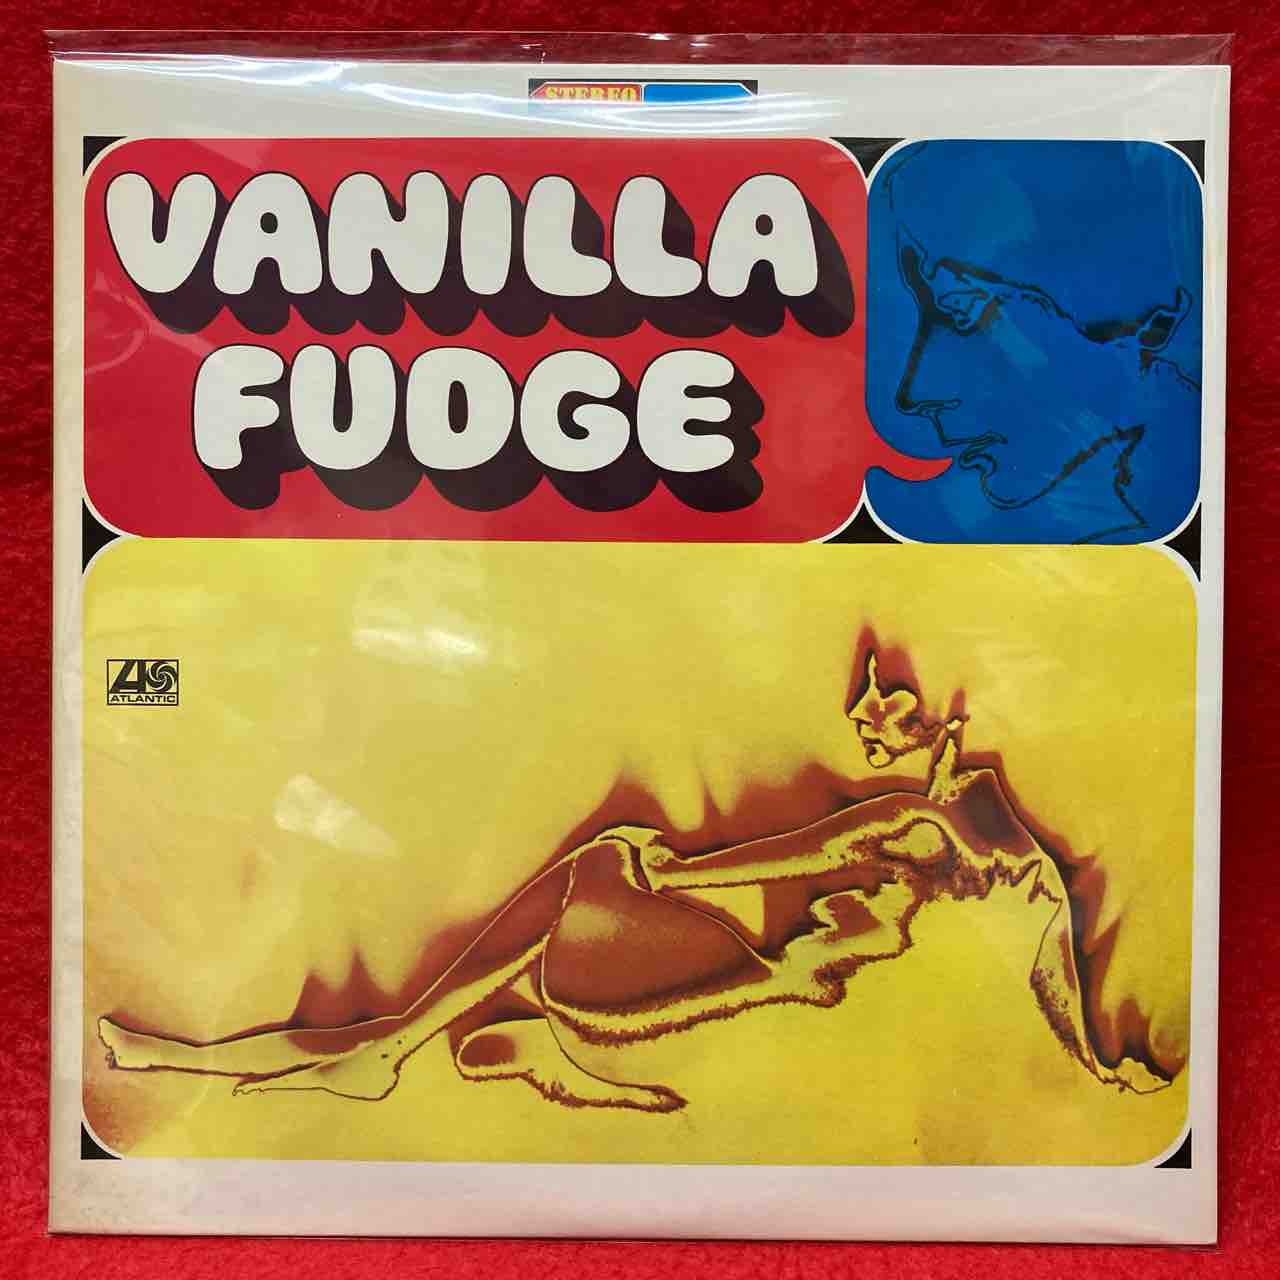 STEREO
VANILLA
FUDGE
ATLANTIC